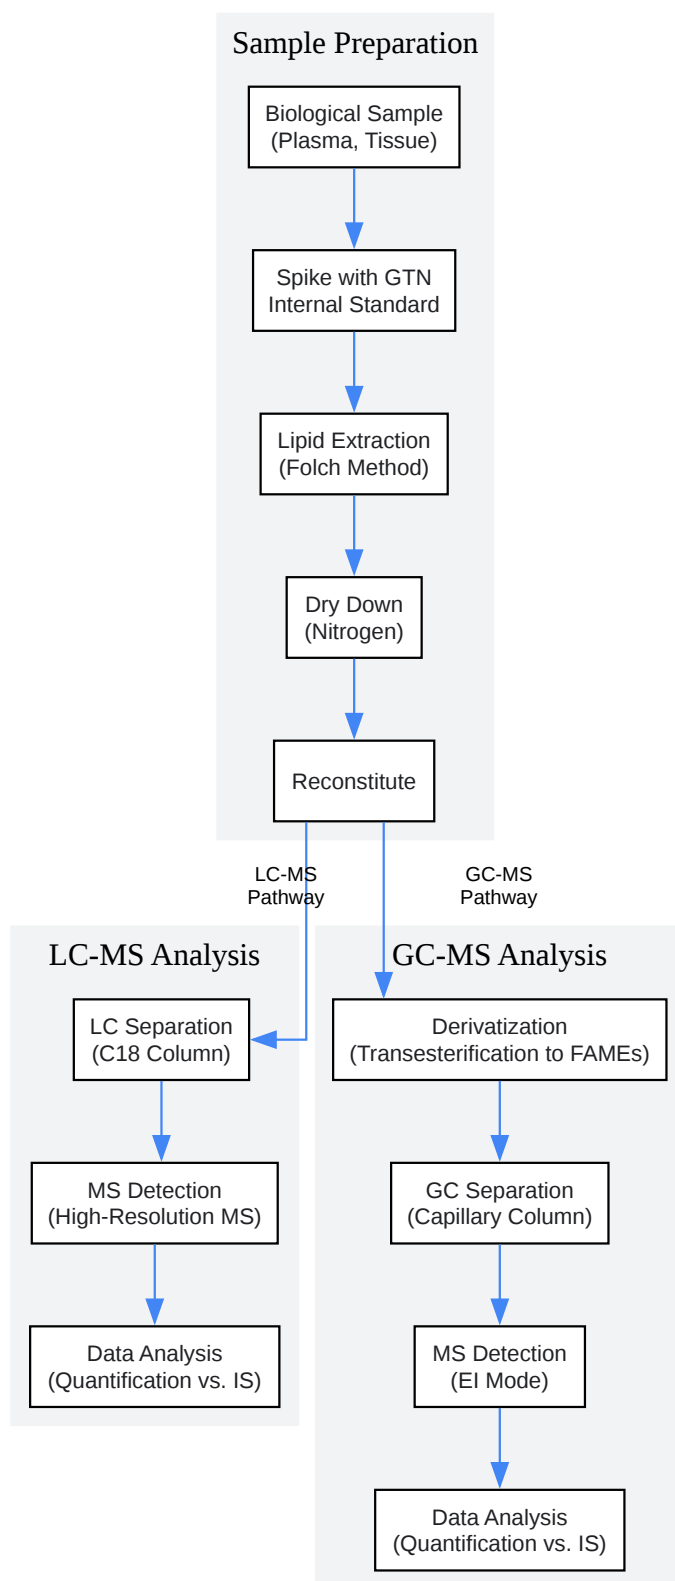 Sample Preparation
Biological Sample
(Plasma, Tissue)
Spike with GTN
Internal Standard
Lipid Extraction
(Folch Method)
Dry Down
(Nitrogen)
Reconstitute
LC-MS
Pathway
GC-MS
Pathway
LC-MS Analysis
LC Separation
(C18 Column)
MS Detection
(High-Resolution MS)
Data Analysis
(Quantification vs. IS)
GC-MS Analysis
Derivatization
(Transesterification to FAMEs)
GC Separation
(Capillary Column)
MS Detection
(EI Mode)
Data Analysis
(Quantification vs. IS)